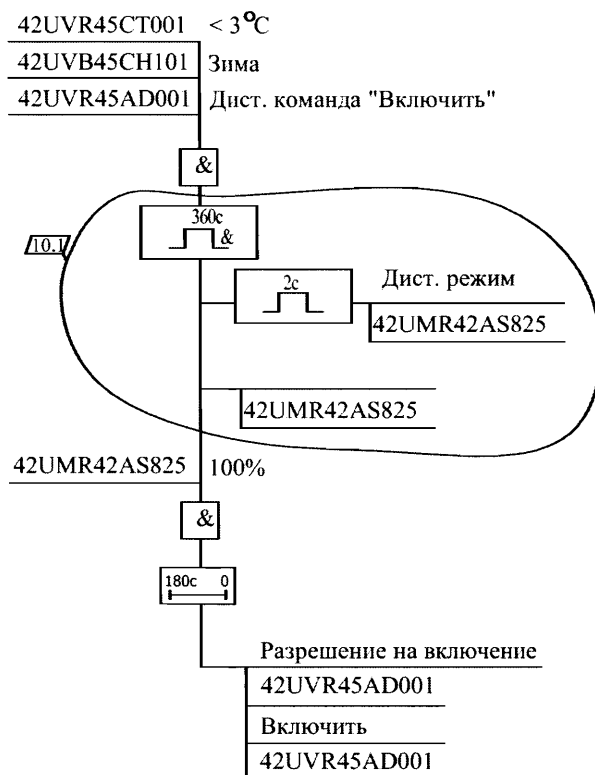 42UVR45CT001 < 3°C
42UVB45CH101 Зима
42UVR45AD001 Дист. команда "Включить"
&
360с
&
10.1
2с
Дист. режим
42UMR42AS825
42UMR42AS825
42UMR42AS825 100%
&
180с 0
Разрешение на включение
42UVR45AD001
Включить
42UVR45AD001